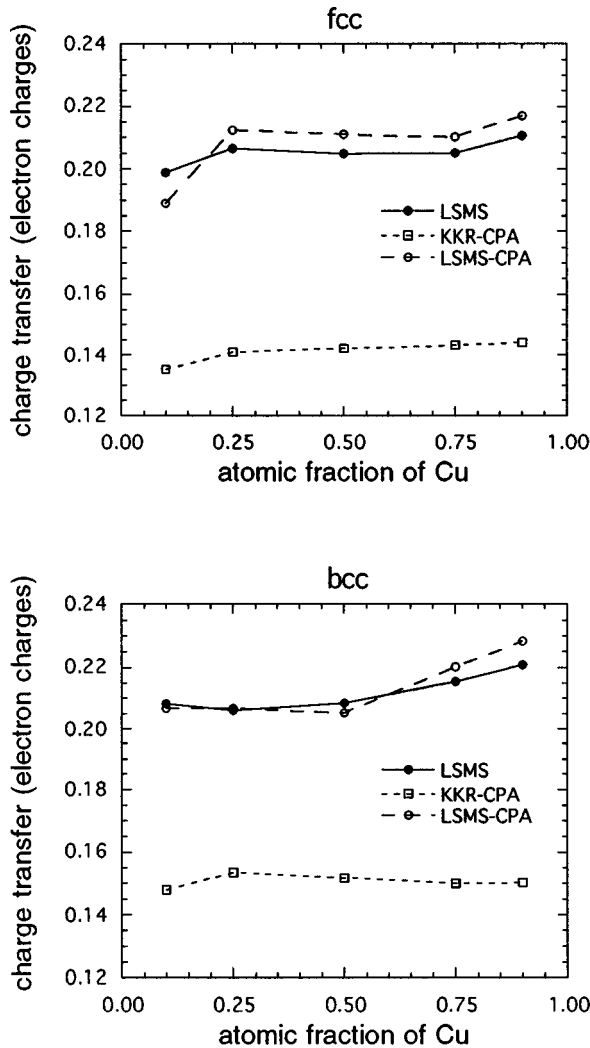 fcc
charge transfer (electron charges)
0.24
0.22
0.20
0.18
0.16
0.14
0.12
LSMS
KKR-CPA
LSMS-CPA
0.00 0.25 0.50 0.75 1.00
atomic fraction of Cu
bcc
charge transfer (electron charges)
0.24
0.22
0.20
0.18
0.16
0.14
0.12
LSMS
KKR-CPA
LSMS-CPA
0.00 0.25 0.50 0.75 1.00
atomic fraction of Cu